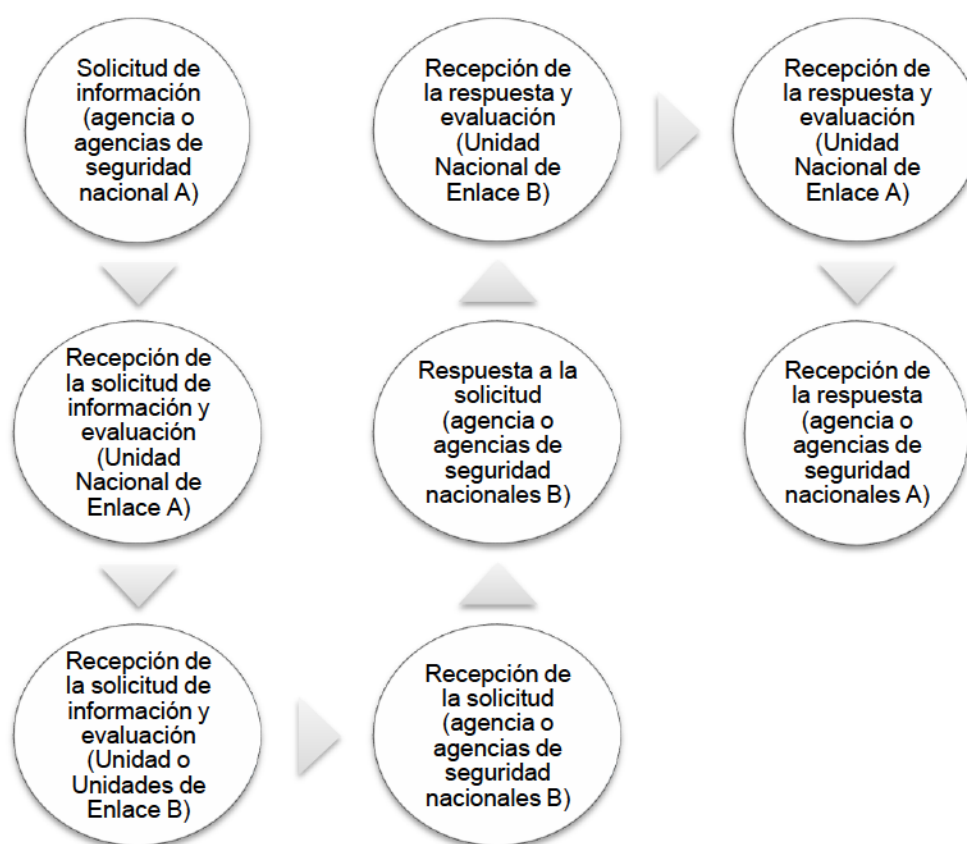 Solicitud de
información
(agencia o
agencias de
seguridad
nacional A)
Recepción de
la solicitud de
información y
evaluación
(Unidad
Nacional de
Enlace A)
Recepción de
la solicitud de
información y
evaluación
(Unidad o
Unidades de
Enlace B)
Recepción de
la solicitud
(agencia o
agencias de
seguridad
nacionales B)
Respuesta a la
solicitud
(agencia o
agencias de
seguridad
nacionales B)
Recepción de
la respuesta y
evaluación
(Unidad
Nacional de
Enlace B)
Recepción de
la respuesta y
evaluación
(Unidad
Nacional de
Enlace A)
Recepción de
la respuesta
(agencia o
agencias de
seguridad
nacionales A)